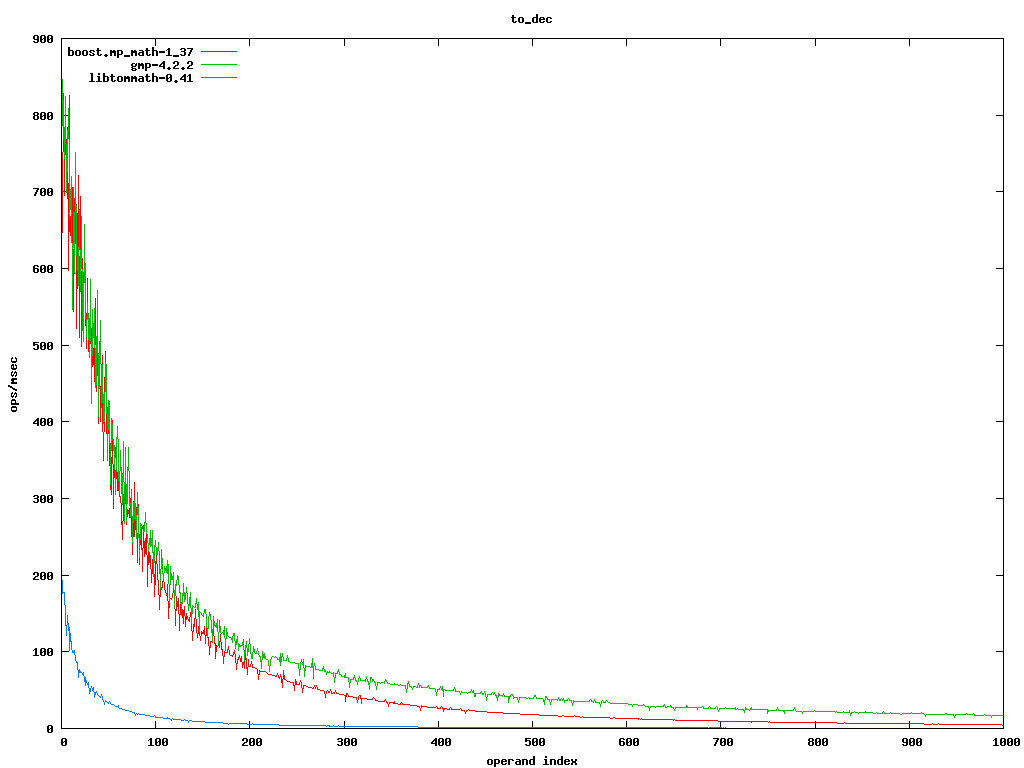 to_dec
900
800
700
600
500
400
300
200
100
0
boost.mp_math-1_37
gmp-4.2.2
libtommath-0.41
ops/msec
0 100 200 300 400 500 600 700 800 900 1000
operand index